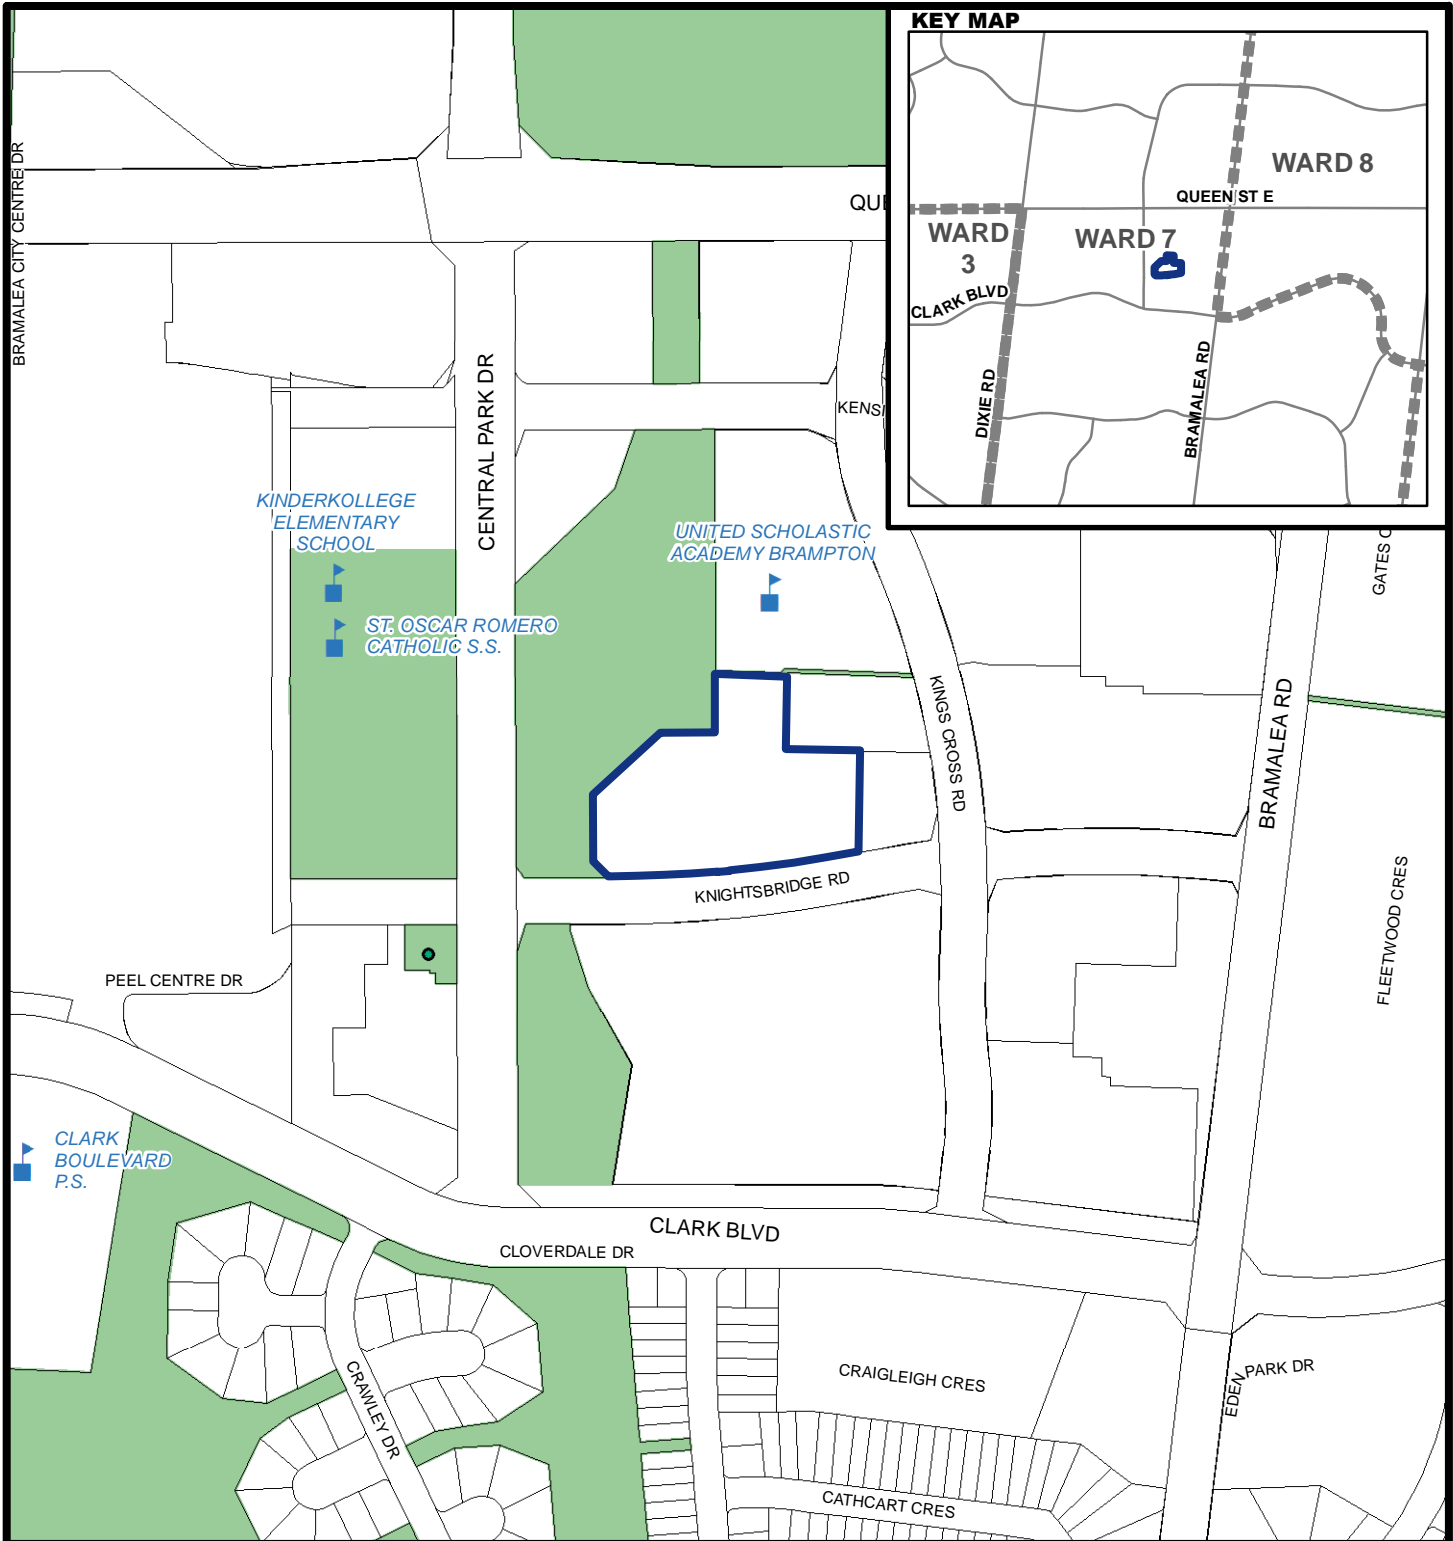 KEY MAP
WARD 8
QUEEN ST E
WARD
3
WARD 7
CLARK BLVD
DIXIE RD
BRAMALEA RD
BRAMALEA CITY CENTRE DR
QUE
CENTRAL PARK DR
KENSI
KINDERKOLLEGE
ELEMENTARY
SCHOOL
UNITED SCHOLASTIC
ACADEMY BRAMPTON
GATES C
ST. OSCAR ROMERO
CATHOLIC S.S.
KINGS CROSS RD
BRAMALEA RD
KNIGHTSBRIDGE RD
FLEETWOOD CRES
PEEL CENTRE DR
CLARK
BOULEVARD
P.S.
CLARK BLVD
CLOVERDALE DR
CRAWLEY DR
CRAIGLEIGH CRES
EDEN PARK DR
CATHCART CRES